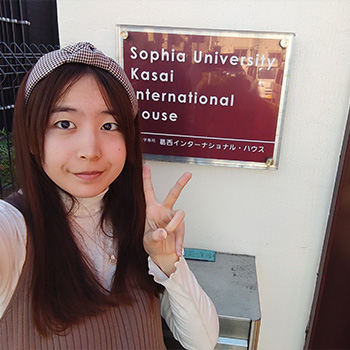 Sophia University
Kasai
nternational
ouse
葛西インターナショナル・ハウス